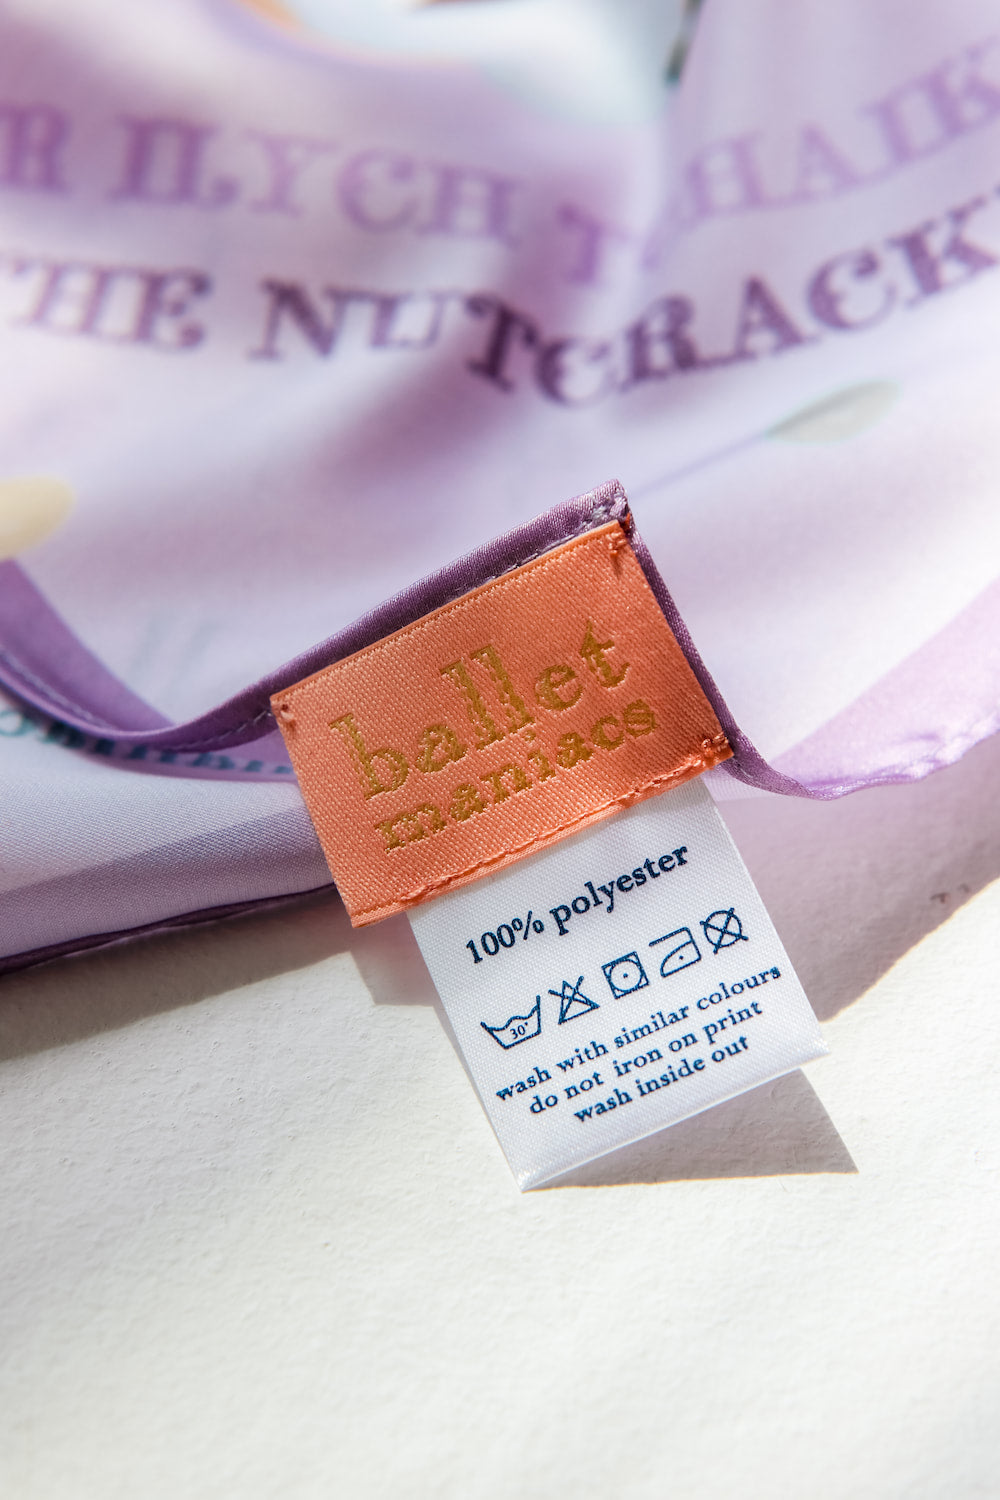 R ILYCH T HAIK
THE NUTCRACK
ballet
maniacs
100% polyester
30°
wash with similar colours
do not iron on print
wash inside out